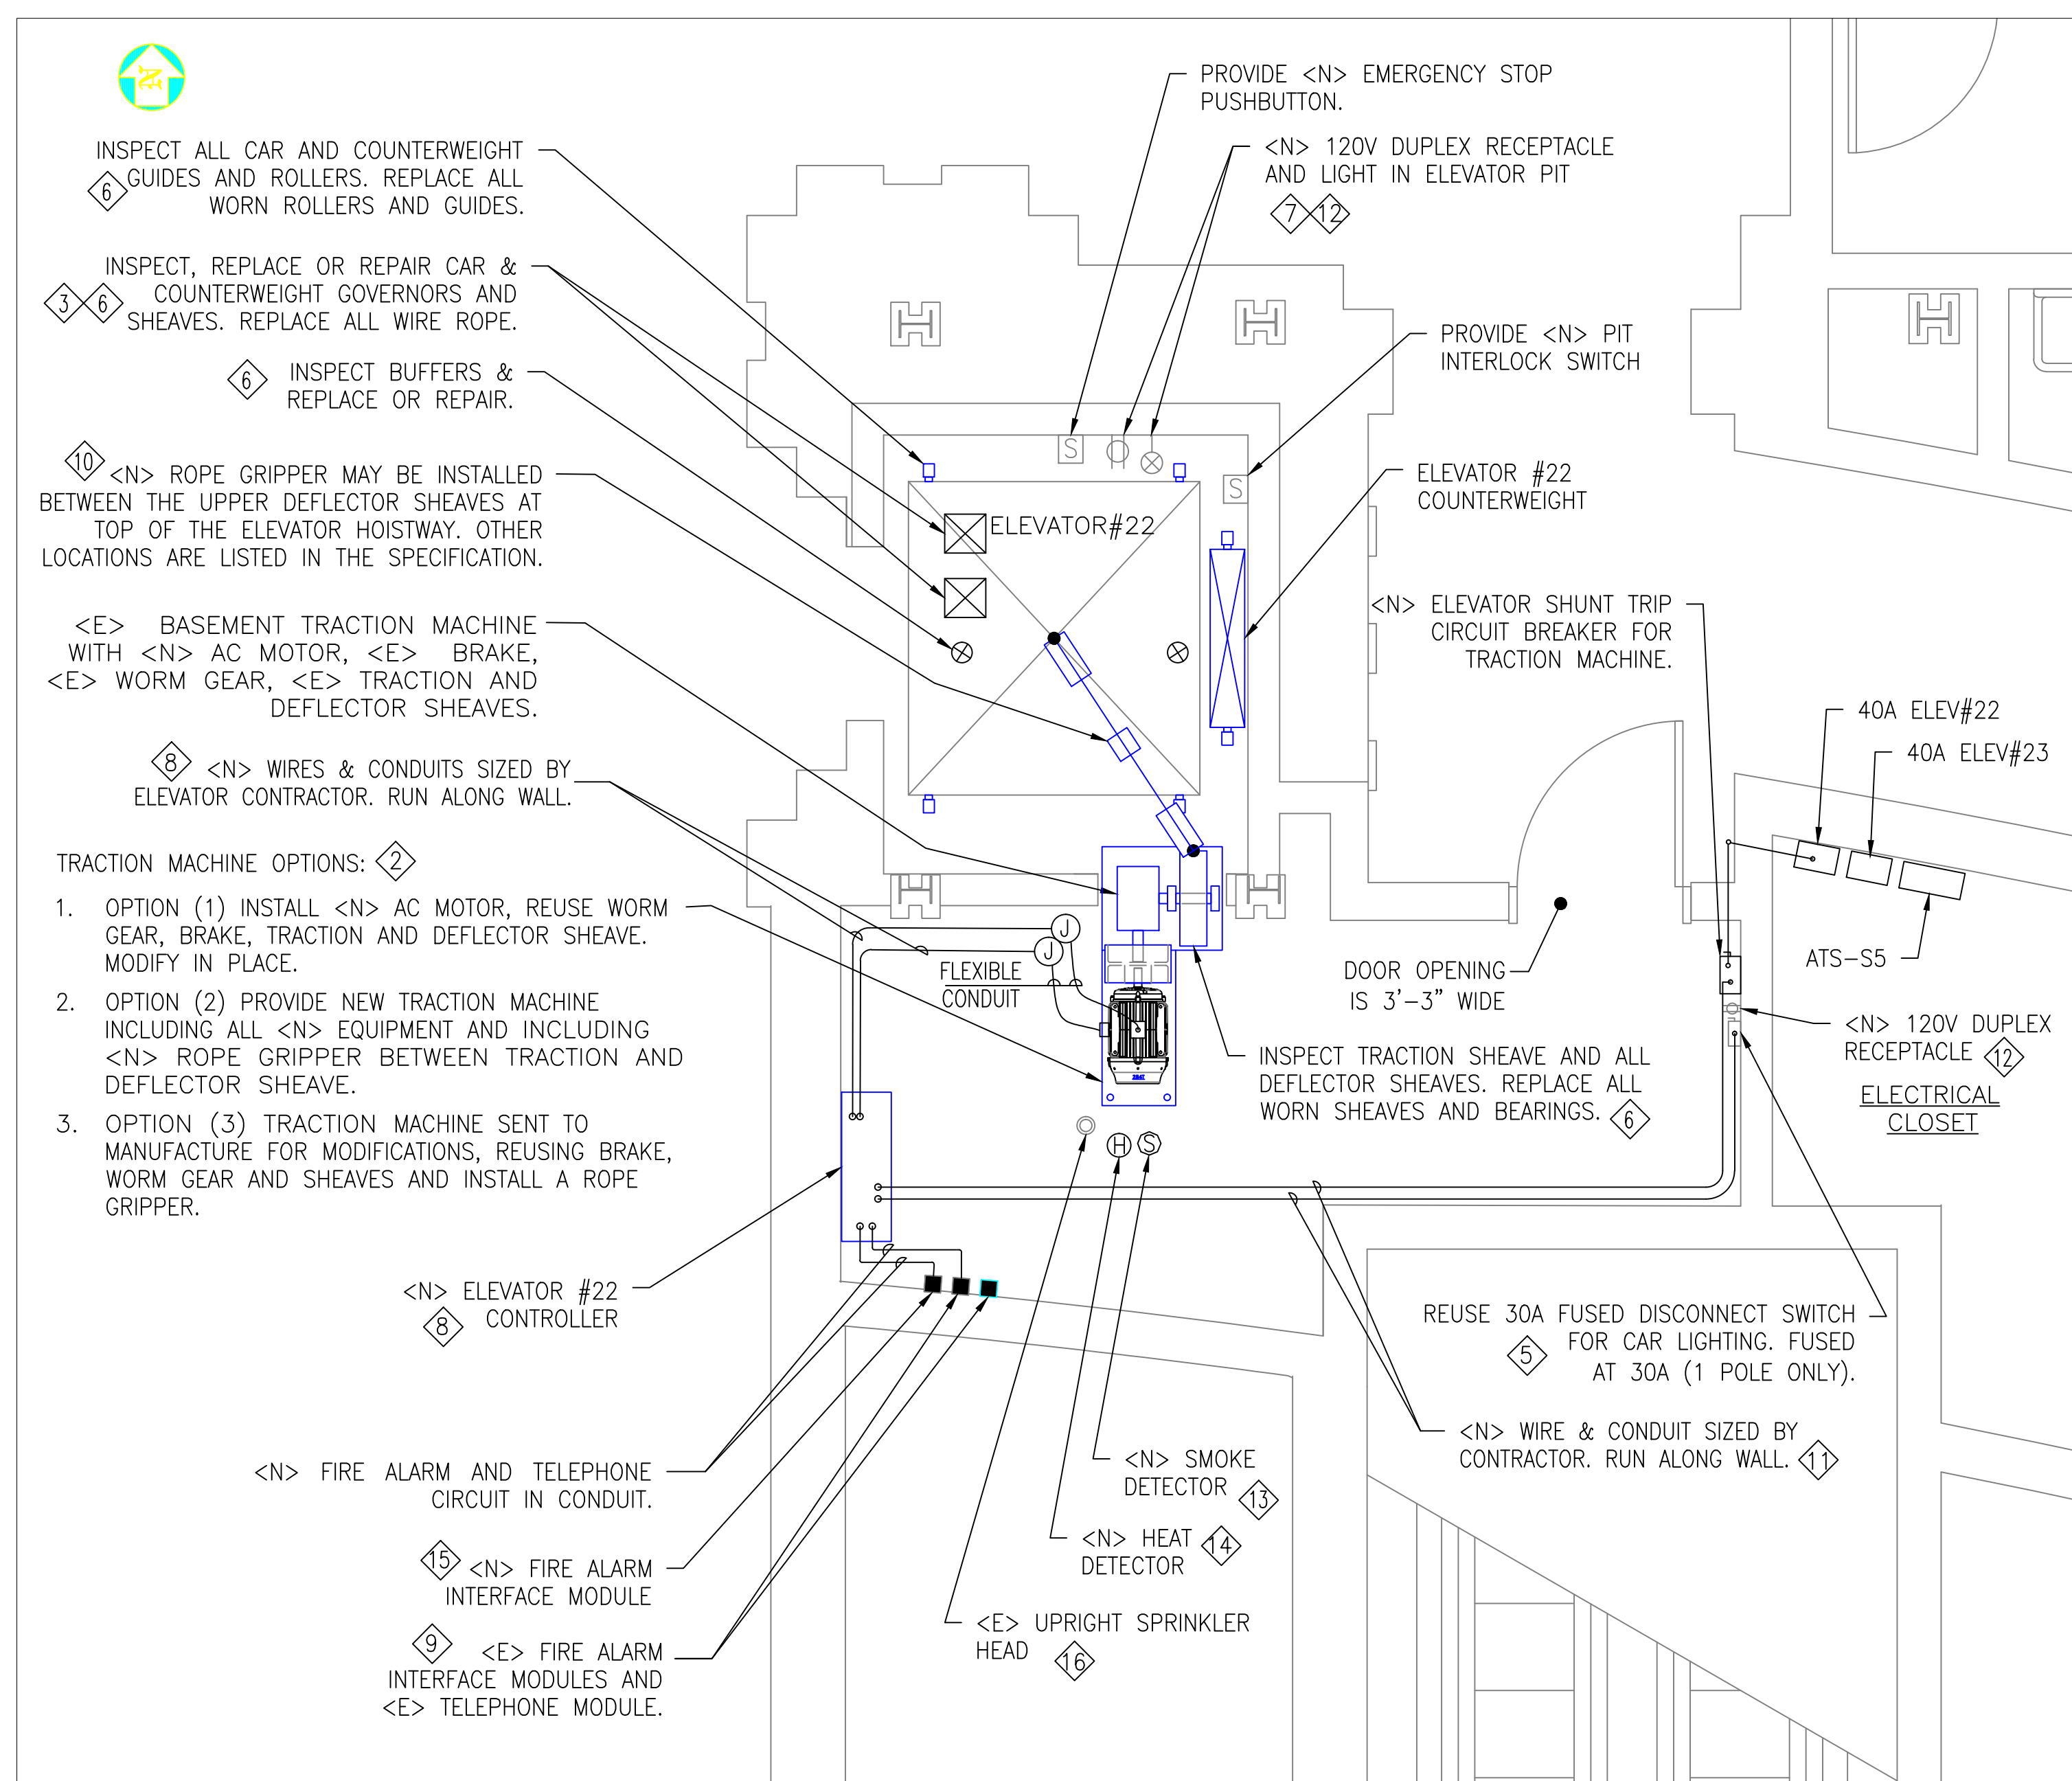 N
PROVIDE <N> EMERGENCY STOP
PUSHBUTTON.
INSPECT ALL CAR AND COUNTERWEIGHT
GUIDES AND ROLLERS. REPLACE ALL
WORN ROLLERS AND GUIDES.
6
<N> 120V DUPLEX RECEPTACLE
AND LIGHT IN ELEVATOR PIT
7 12
INSPECT, REPLACE OR REPAIR CAR &
COUNTERWEIGHT GOVERNORS AND
SHEAVES. REPLACE ALL WIRE ROPE.
3 6
PROVIDE <N> PIT
INTERLOCK SWITCH
6
INSPECT BUFFERS &
REPLACE OR REPAIR.
S
S
10
<N> ROPE GRIPPER MAY BE INSTALLED
BETWEEN THE UPPER DEFLECTOR SHEAVES AT
TOP OF THE ELEVATOR HOISTWAY. OTHER
LOCATIONS ARE LISTED IN THE SPECIFICATION.
ELEVATOR #22
COUNTERWEIGHT
ELEVATOR#22
<E> BASEMENT TRACTION MACHINE
WITH <N> AC MOTOR, <E> BRAKE,
<E> WORM GEAR, <E> TRACTION AND
DEFLECTOR SHEAVES.
<N> ELEVATOR SHUNT TRIP
CIRCUIT BREAKER FOR
TRACTION MACHINE.
40A ELEV#22
40A ELEV#23
8
<N> WIRES & CONDUITS SIZED BY
ELEVATOR CONTRACTOR. RUN ALONG WALL.
TRACTION MACHINE OPTIONS: 2
1. OPTION (1) INSTALL <N> AC MOTOR, REUSE WORM
GEAR, BRAKE, TRACTION AND DEFLECTOR SHEAVE.
MODIFY IN PLACE.
2. OPTION (2) PROVIDE NEW TRACTION MACHINE
INCLUDING ALL <N> EQUIPMENT AND INCLUDING
<N> ROPE GRIPPER BETWEEN TRACTION AND
DEFLECTOR SHEAVE.
3. OPTION (3) TRACTION MACHINE SENT TO
MANUFACTURE FOR MODIFICATIONS, REUSING BRAKE,
WORM GEAR AND SHEAVES AND INSTALL A ROPE
GRIPPER.
J
J
FLEXIBLE
CONDUIT
DOOR OPENING
IS 3'-3" WIDE
ATS-S5
<N> 120V DUPLEX
RECEPTACLE 12
ELECTRICAL
CLOSET
INSPECT TRACTION SHEAVE AND ALL
DEFLECTOR SHEAVES. REPLACE ALL
WORN SHEAVES AND BEARINGS. 6
H
S
<N> ELEVATOR #22
CONTROLLER
8
REUSE 30A FUSED DISCONNECT SWITCH
FOR CAR LIGHTING. FUSED
AT 30A (1 POLE ONLY).
5
<N> WIRE & CONDUIT SIZED BY
CONTRACTOR. RUN ALONG WALL. 11
<N> FIRE ALARM AND TELEPHONE
CIRCUIT IN CONDUIT.
<N> SMOKE
DETECTOR 13
<N> HEAT
DETECTOR
14
15
<N> FIRE ALARM
INTERFACE MODULE
<E> UPRIGHT SPRINKLER
HEAD 16
9
<E> FIRE ALARM
INTERFACE MODULES AND
<E> TELEPHONE MODULE.